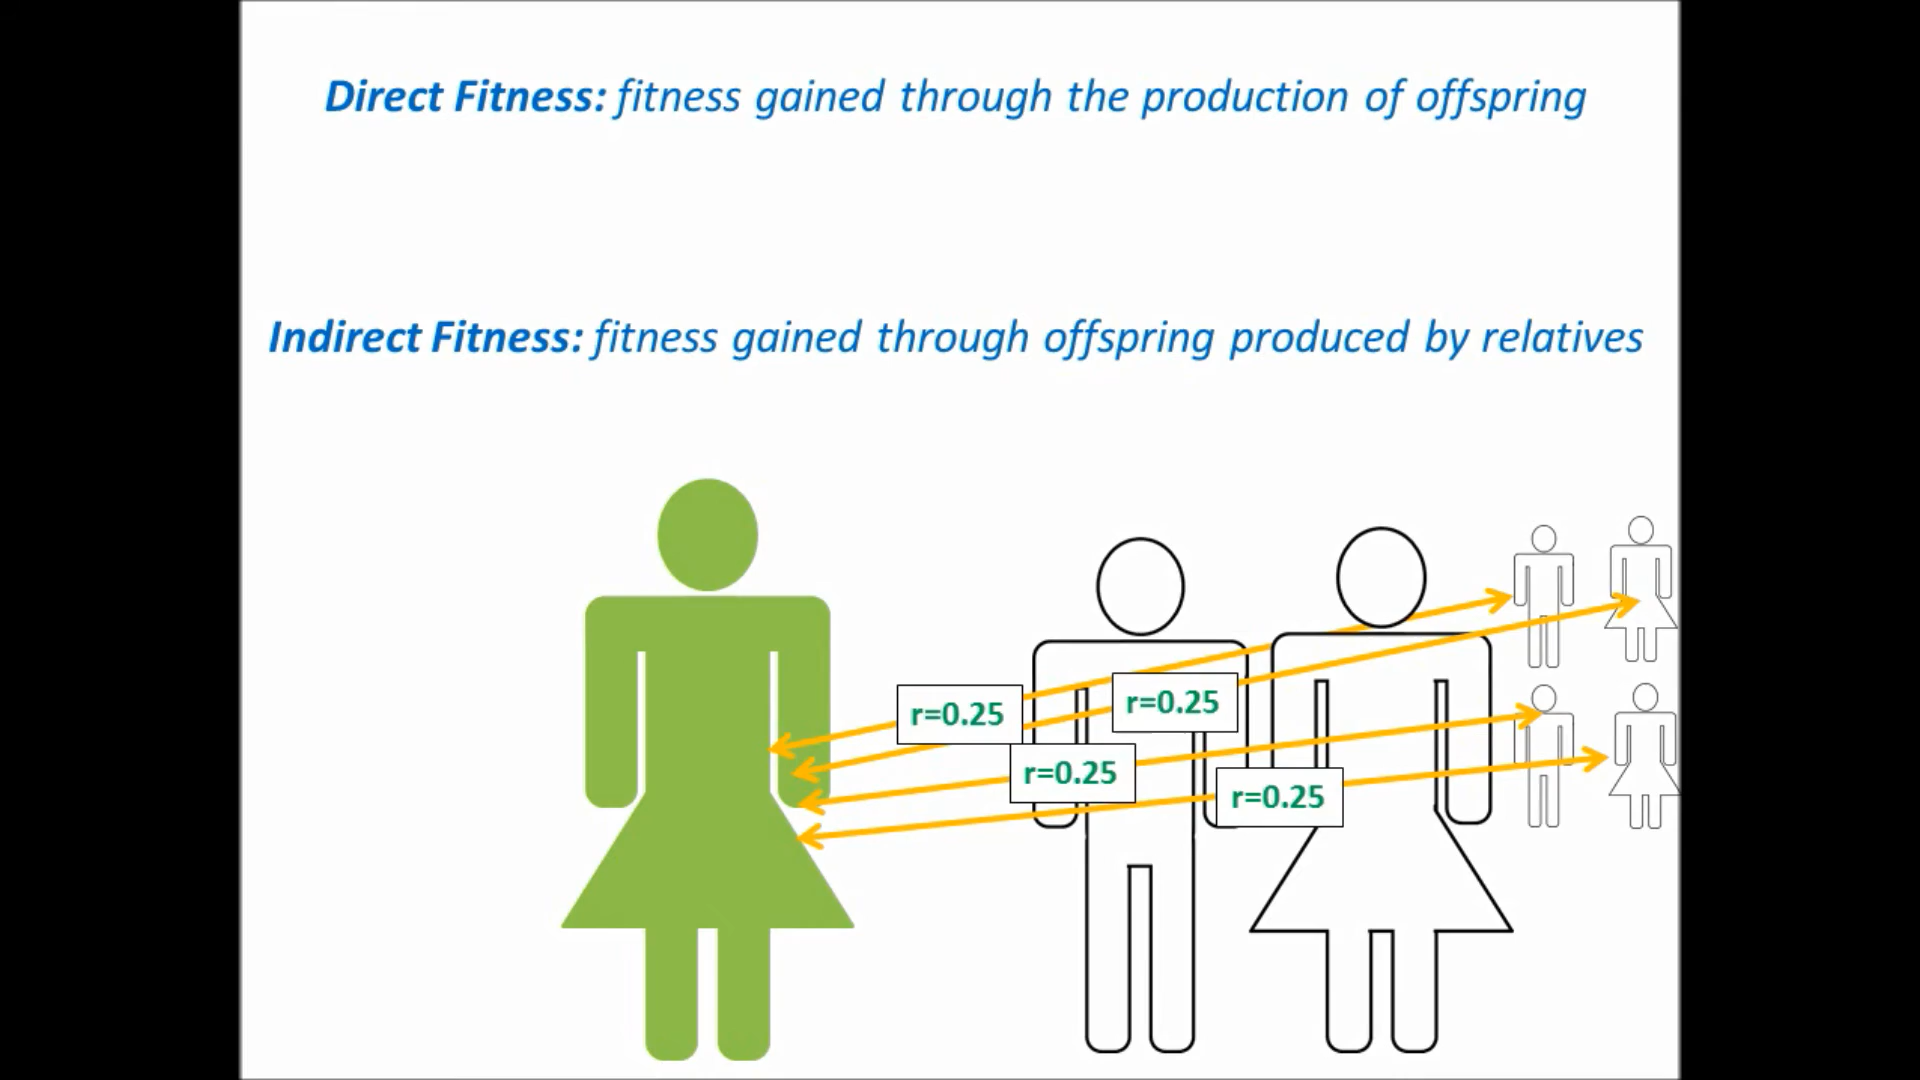 Direct Fitness: fitness gained through the production of offspring
Indirect Fitness: fitness gained through offspring produced by relatives
r=0.25
r=0.25
r=0.25
r=0.25